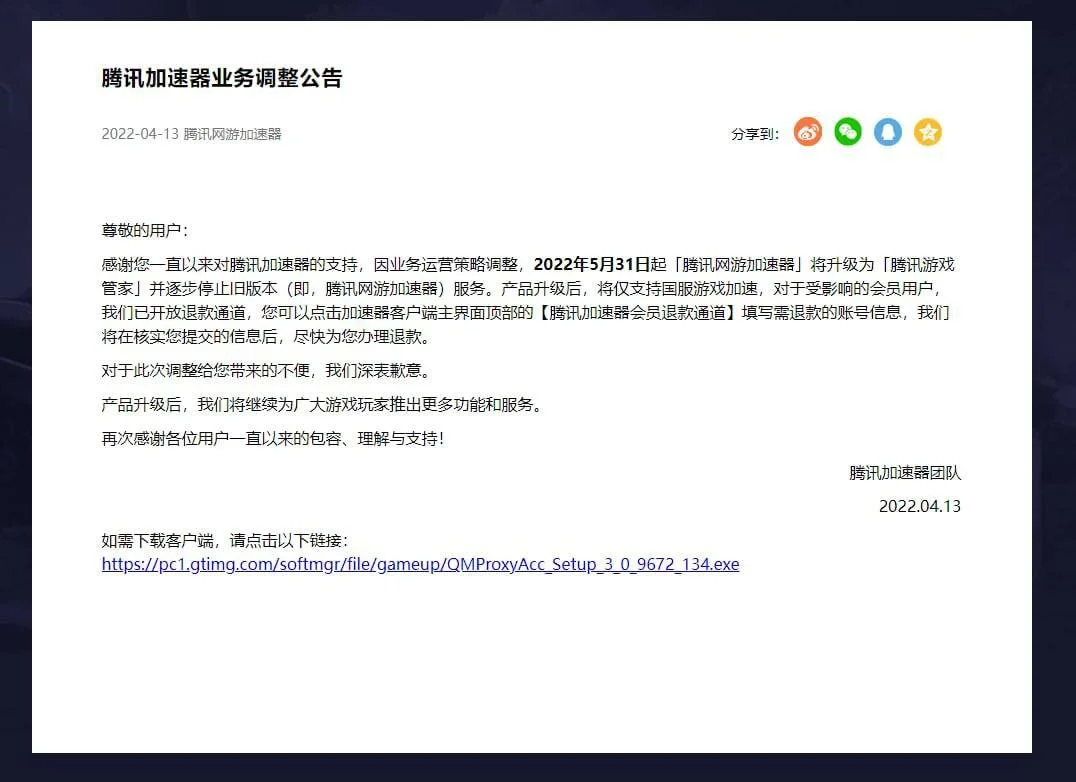 腾讯加速器业务调整公告
2022-04-13 腾讯网游加速器
分享到：
尊敬的用户：
感谢您一直以来对腾讯加速器的支持，因业务运营策略调整，2022年5月31日起「腾讯网游加速器」将升级为「腾讯游戏
管家」并逐步停止旧版本（即，腾讯网游加速器）服务。产品升级后，将仅支持国服游戏加速，对于受影响的会员用户，
我们已开放退款通道，您可以点击加速器客户端主界面顶部的【腾讯加速器会员退款通道】填写需退款的账号信息，我们
将在核实您提交的信息后，尽快为您办理退款。
对于此次调整给您带来的不便，我们深表歉意。
产品升级后，我们将继续为广大游戏玩家推出更多功能和服务。
再次感谢各位用户一直以来的包容、理解与支持！
腾讯加速器团队
2022.04.13
如需下载客户端，请点击以下链接：
https://pc1.gtimg.com/softmgr/file/gameup/QMProxyAcc_Setup_3_0_9672_134.exe